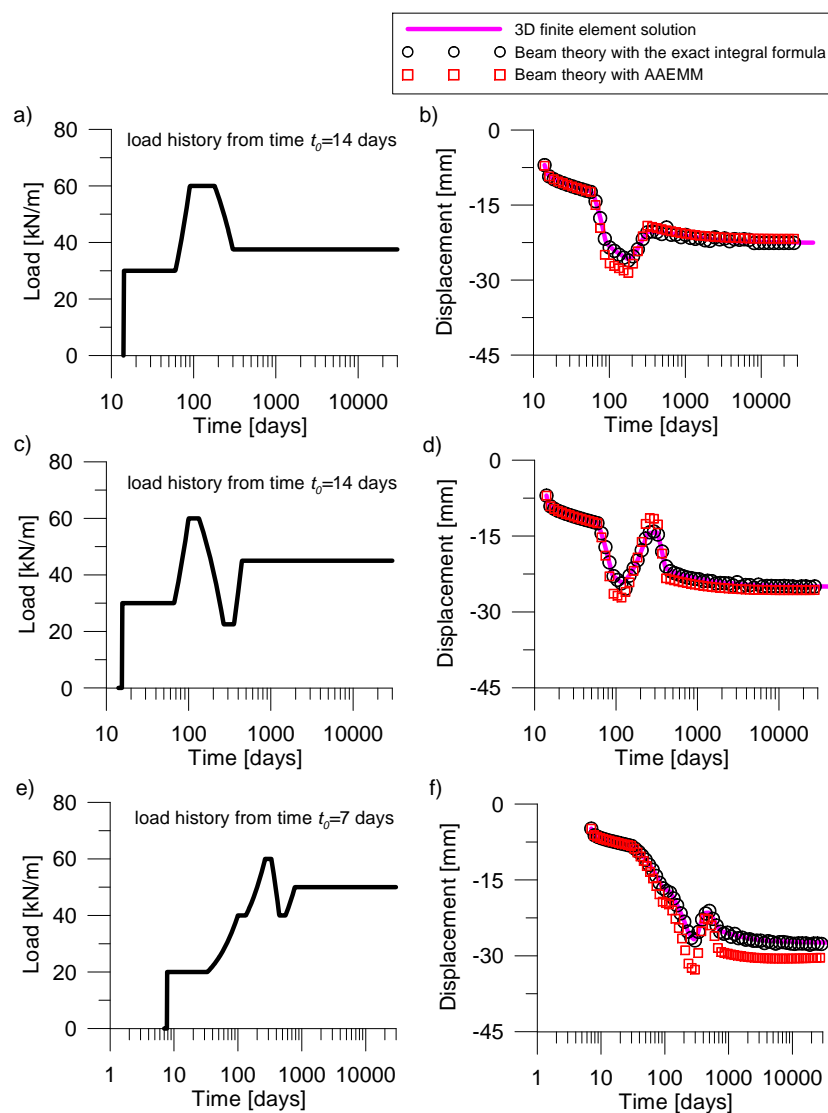 3D finite element solution
Beam theory with the exact integral formula
Beam theory with AAEMM
a)
80
60
40
20
0
Load [kN/m]
load history from time t0=14 days
10 100 1000 10000
Time [days]
b)
0
-15
-30
-45
Displacement [mm]
10 100 1000 10000
Time [days]
c)
80
60
40
20
0
Load [kN/m]
load history from time t0=14 days
10 100 1000 10000
Time [days]
d)
0
-15
-30
-45
Displacement [mm]
10 100 1000 10000
Time [days]
e)
80
60
40
20
0
Load [kN/m]
load history from time t0=7 days
1 10 100 1000 10000
Time [days]
f)
0
-15
-30
-45
Displacement [mm]
1 10 100 1000 10000
Time [days]